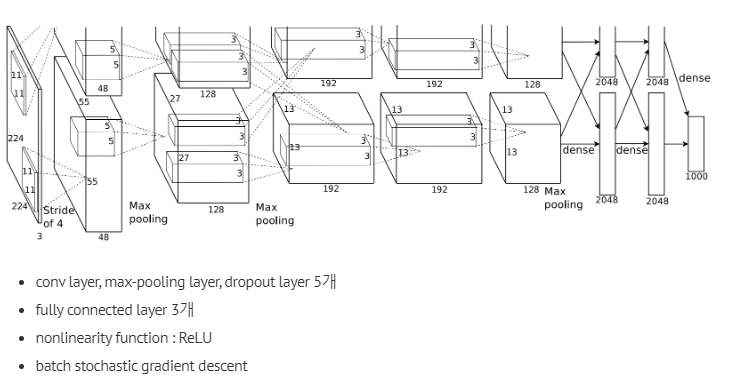 3 3 3 3
11 5 5 3 3 3
11 48 192 192 128 2048 2048 dense
55 27 128
224 5 3 13 13 13
5 3 3 3
11 55 27 3 13 3 13 3 13 dense dense
11 3 1000
224 Stride of 4 Max pooling 128 Max pooling 192 192 128 Max pooling 2048 2048
3 48
• conv layer, max-pooling layer, dropout layer 5개
• fully connected layer 3개
• nonlinearity function : ReLU
• batch stochastic gradient descent